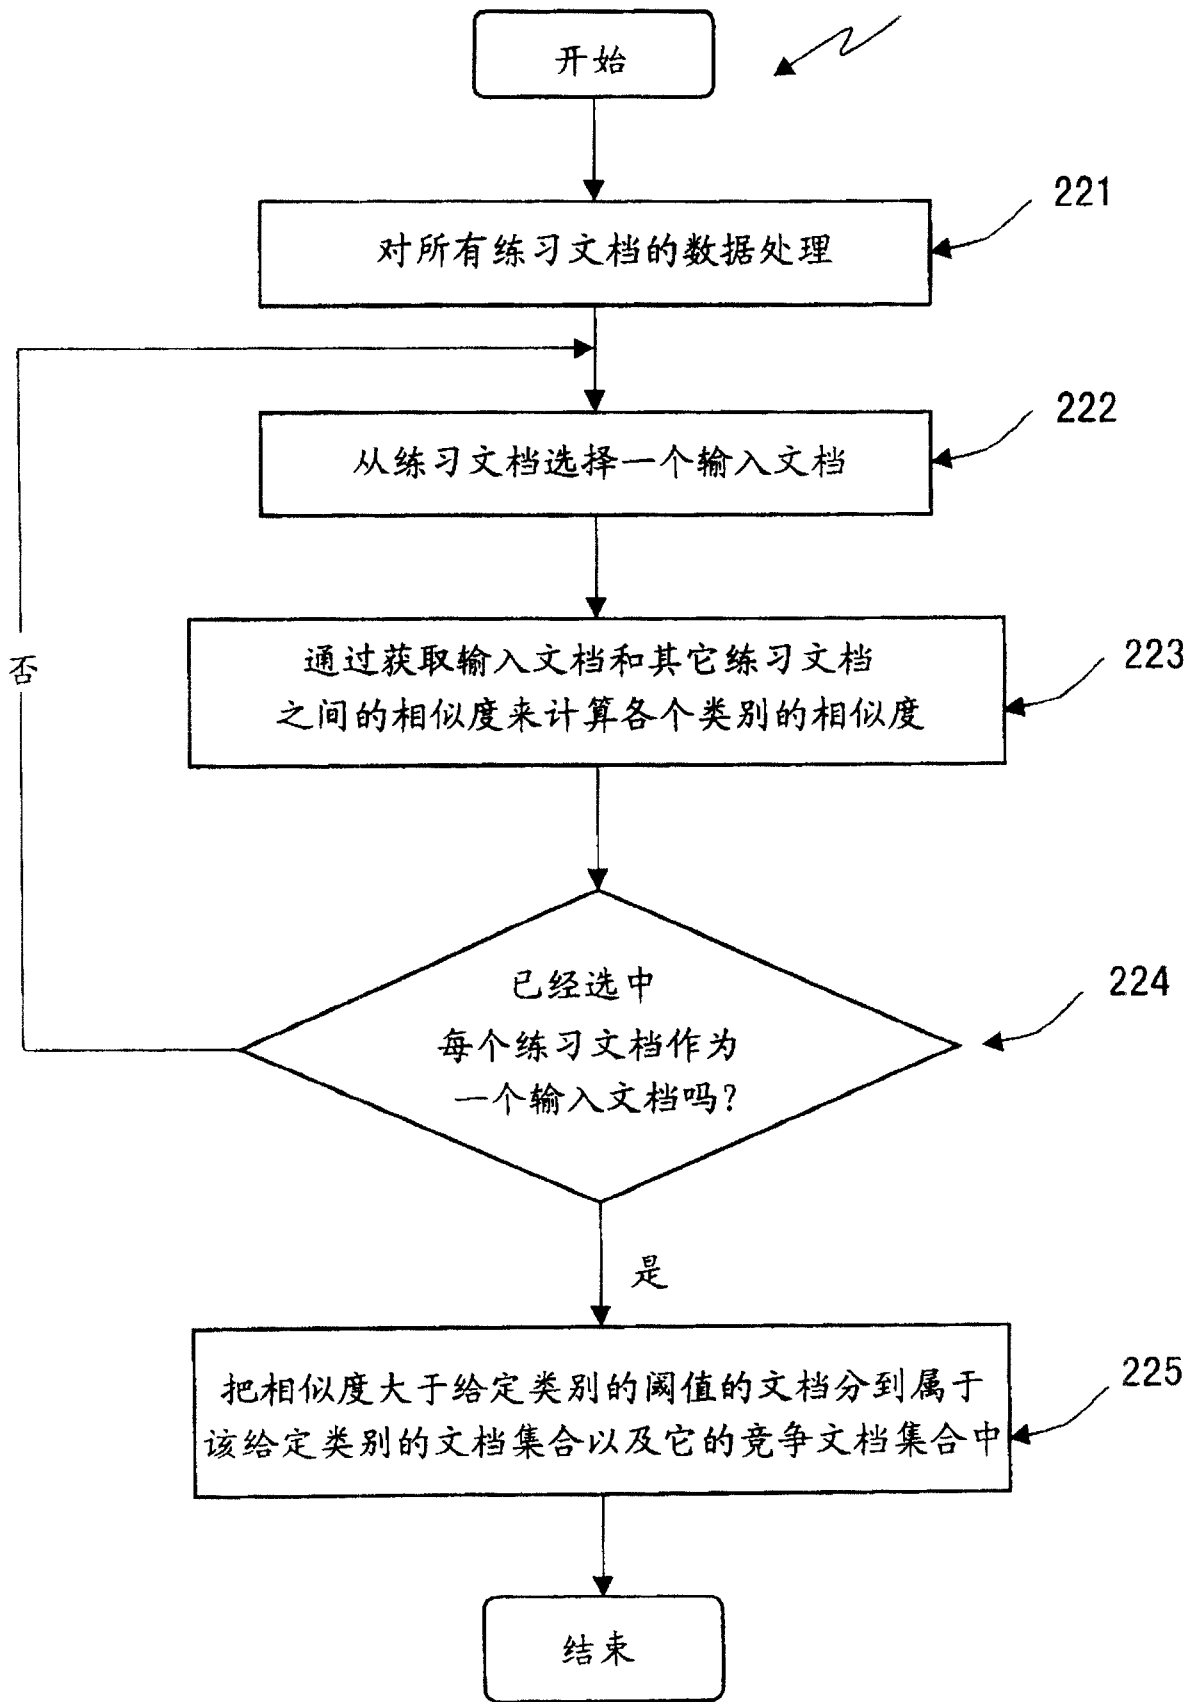 开始
221
对所有练习文档的数据处理
222
从练习文档选择一个输入文档
223
通过获取输入文档和其它练习文档
之间的相似度来计算各个类别的相似度
否
224
已经选中
每个练习文档作为
一个输入文档吗?
是
225
把相似度大于给定类别的阈值的文档分到属于
该给定类别的文档集合以及它的竞争文档集合中
结束